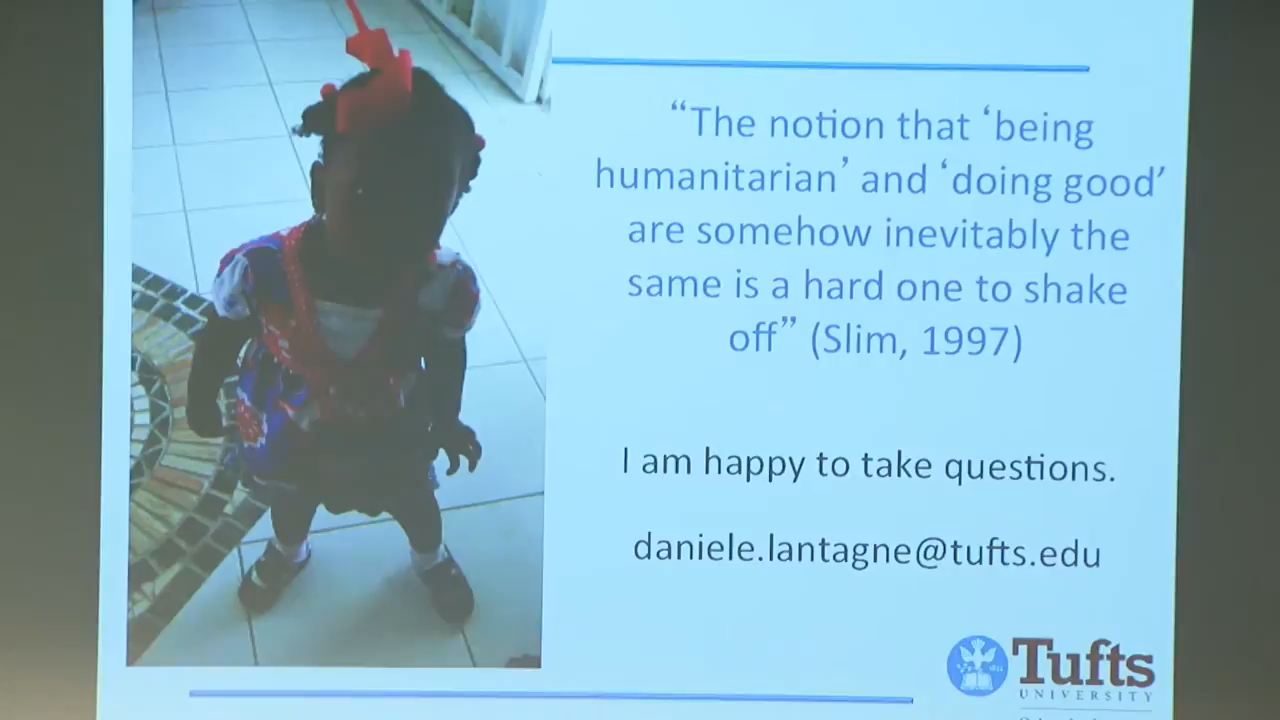 “The notion that ‘being
humanitarian’ and ‘doing good’
are somehow inevitably the
same is a hard one to shake
off” (Slim, 1997)
I am happy to take questions.
daniele.lantagne@tufts.edu
Tufts
UNIVERSITY